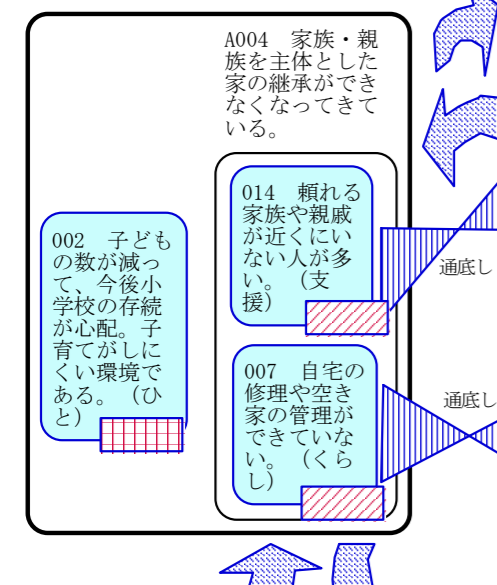 A004　家族・親
族を主体とした
家の継承ができ
なくなってきて
いる。
014　頼れる
家族や親戚
が近くにい
ない人が多
い。（支
援）
002　子ども
の数が減っ
て、今後小
学校の存続
が心配。子
育てがしに
くい環境で
ある。（ひ
と）
007　自宅の
修理や空き
家の管理が
できていな
い。（くら
し）
通底し
通底し